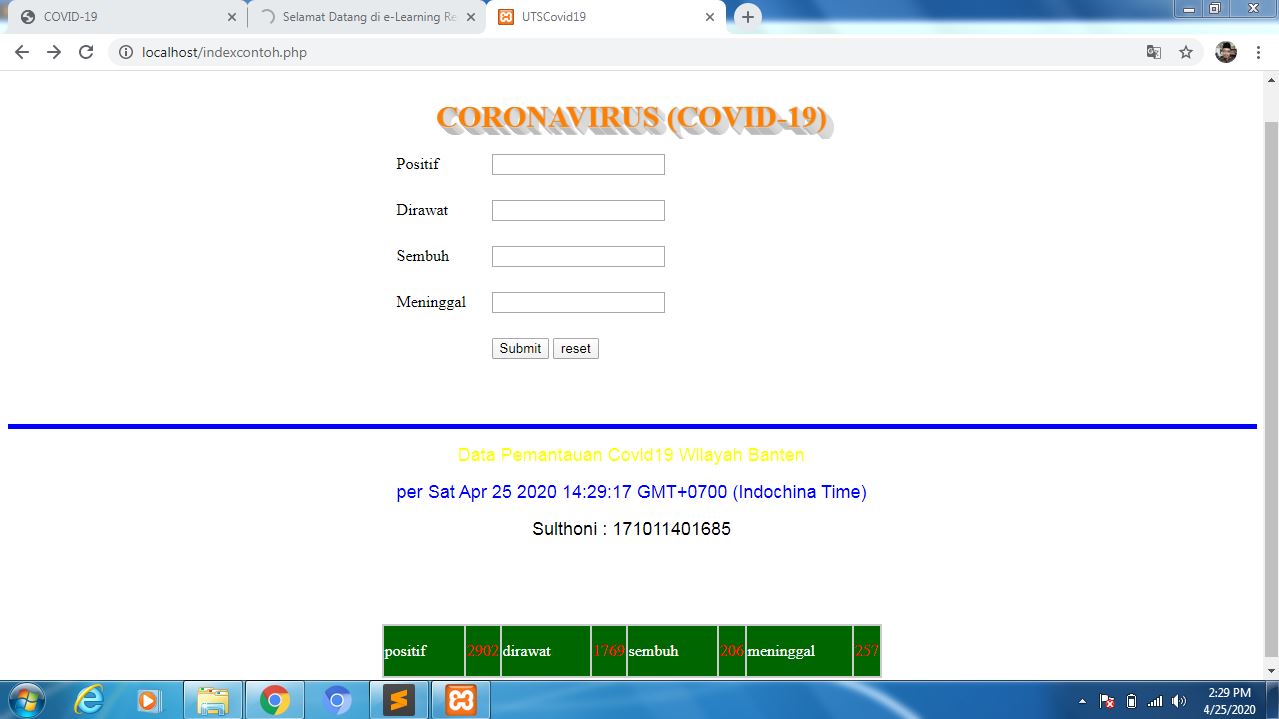 COVID-19
Selamat Datang di e-Learning Re
UTSCovid19
localhost/indexcontoh.php
CORONAVIRUS (COVID-19)
Positif
Dirawat
Sembuh
Meninggal
Submit reset
Data Pemantauan Covid19 Wilayah Banten
per Sat Apr 25 2020 14:29:17 GMT+0700 (Indochina Time)
Sulthoni : 171011401685
positif 2902 dirawat 1769 sembuh 206 meninggal 257
2:29 PM
4/25/2020